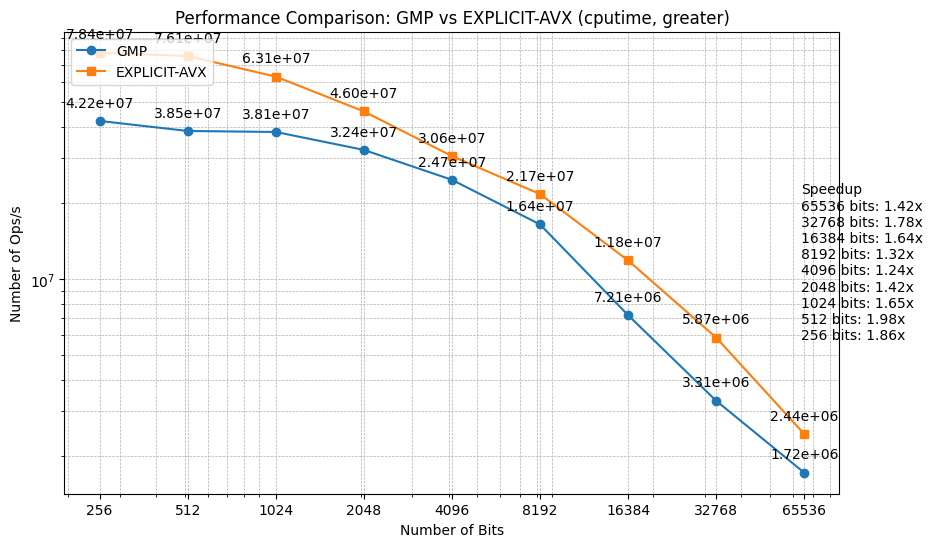 Performance Comparison: GMP vs EXPLICIT-AVX (cputime, greater)
7.84e+07
7.61e+07
6.31e+07
4.60e+07
3.06e+07
2.17e+07
1.18e+07
5.87e+06
2.44e+06
GMP
EXPLICIT-AVX
4.22e+07
3.85e+07
3.81e+07
3.24e+07
2.47e+07
1.64e+07
7.21e+06
3.31e+06
1.72e+06
Speedup
65536 bits: 1.42x
32768 bits: 1.78x
16384 bits: 1.64x
8192 bits: 1.32x
4096 bits: 1.24x
2048 bits: 1.42x
1024 bits: 1.65x
512 bits: 1.98x
256 bits: 1.86x
Number of Ops/s
10⁷
256 512 1024 2048 4096 8192 16384 32768 65536
Number of Bits